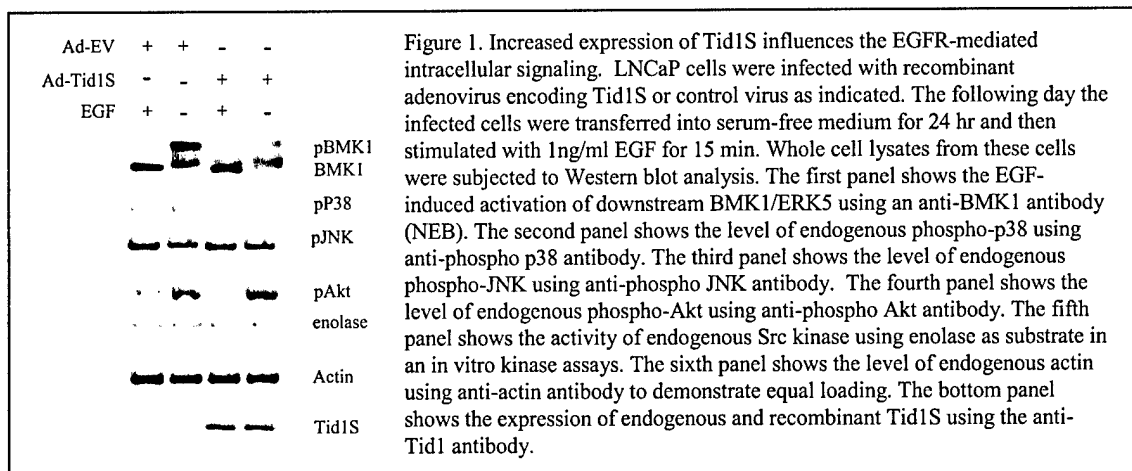 Ad-EV + + - -
Ad-Tid1S - - + +
EGF + - + -
pBMK1
BMK1
pP38
pJNK
pAkt
enolase
Actin
Tid1S
Figure 1. Increased expression of Tid1S influences the EGFR-mediated
intracellular signaling. LNCaP cells were infected with recombinant
adenovirus encoding Tid1S or control virus as indicated. The following day the
infected cells were transferred into serum-free medium for 24 hr and then
stimulated with 1ng/ml EGF for 15 min. Whole cell lysates from these cells
were subjected to Western blot analysis. The first panel shows the EGF-
induced activation of downstream BMK1/ERK5 using an anti-BMK1 antibody
(NEB). The second panel shows the level of endogenous phospho-p38 using
anti-phospho p38 antibody. The third panel shows the level of endogenous
phospho-JNK using anti-phospho JNK antibody. The fourth panel shows the
level of endogenous phospho-Akt using anti-phospho Akt antibody. The fifth
panel shows the activity of endogenous Src kinase using enolase as substrate in
an in vitro kinase assays. The sixth panel shows the level of endogenous actin
using anti-actin antibody to demonstrate equal loading. The bottom panel
shows the expression of endogenous and recombinant Tid1S using the anti-
Tid1 antibody.